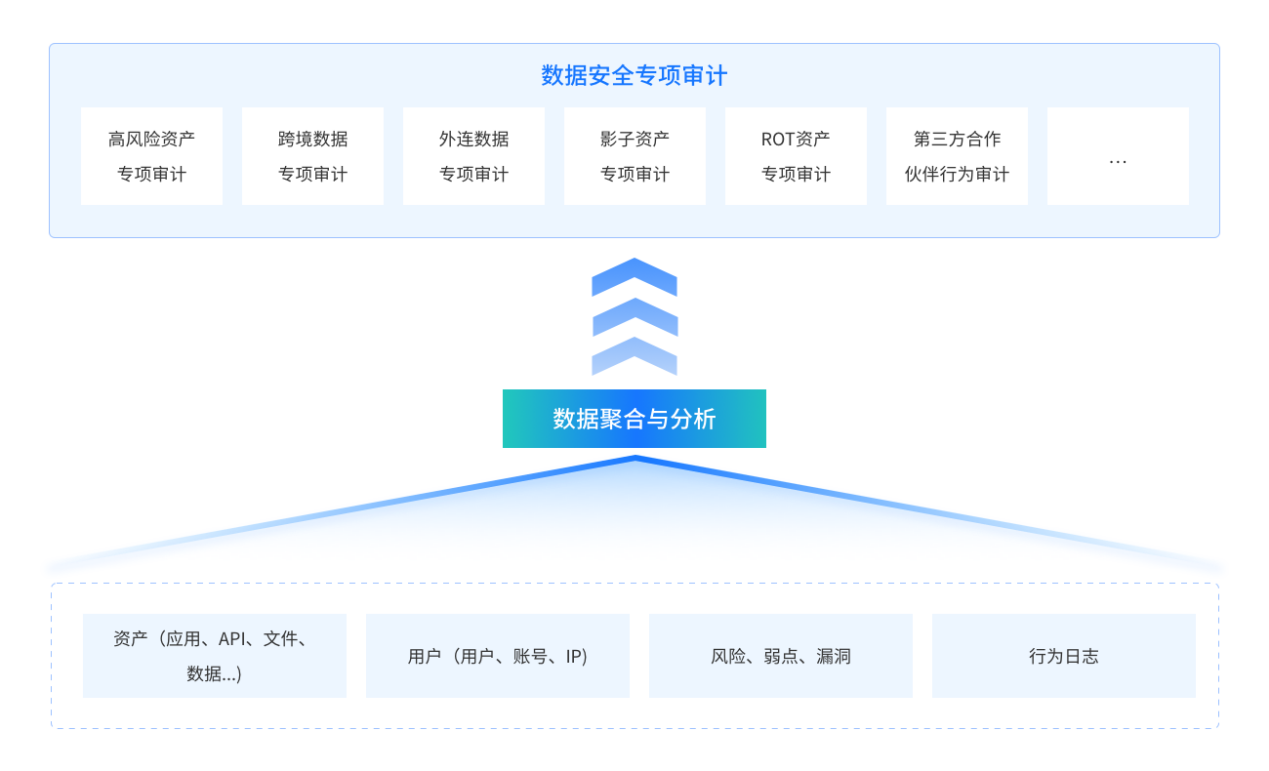 数据安全专项审计
高风险资产
专项审计
跨境数据
专项审计
外连数据
专项审计
影子资产
专项审计
ROT资产
专项审计
第三方合作
伙伴行为审计
...
数据聚合与分析
资产（应用、API、文件、
数据...)
用户（用户、账号、IP)
风险、弱点、漏洞
行为日志